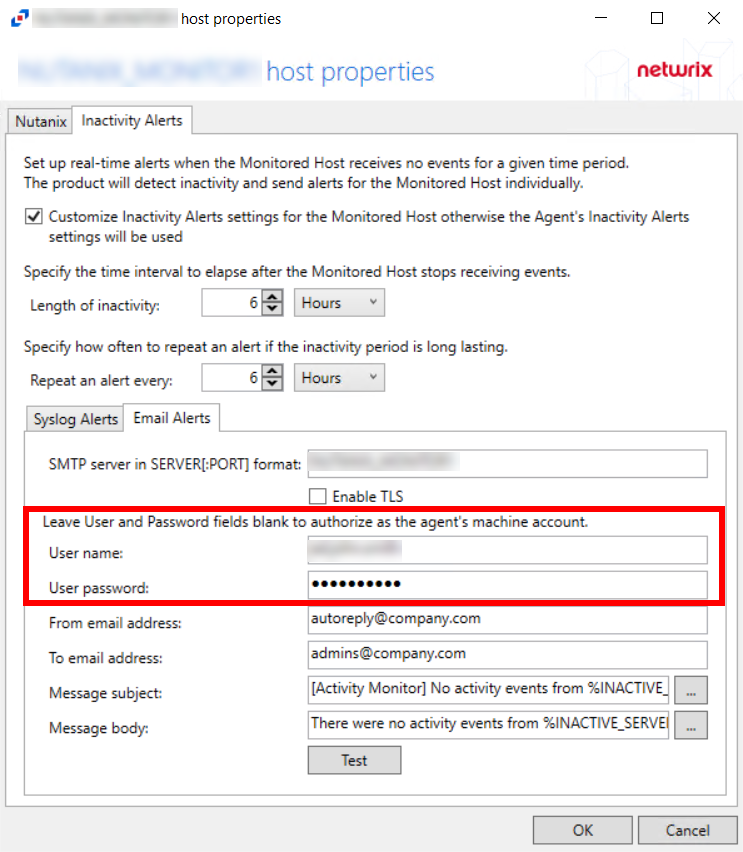 host properties
host properties
netwrix
Nutanix
Inactivity Alerts
Set up real-time alerts when the Monitored Host receives no events for a given time period.
The product will detect inactivity and send alerts for the Monitored Host individually.
Customize Inactivity Alerts settings for the Monitored Host otherwise the Agent's Inactivity Alerts
settings will be used
Specify the time interval to elapse after the Monitored Host stops receiving events.
Length of inactivity: 6 Hours
Specify how often to repeat an alert if the inactivity period is long lasting.
Repeat an alert every: 6 Hours
Syslog Alerts
Email Alerts
SMTP server in SERVER[:PORT] format:
Enable TLS
Leave User and Password fields blank to authorize as the agent's machine account.
User name:
User password: ●●●●●●●●●●
From email address: autoreply@company.com
To email address: admins@company.com
Message subject: [Activity Monitor] No activity events from %INACTIVE_ ...
Message body: There were no activity events from %INACTIVE_SERVE ...
Test
OK
Cancel